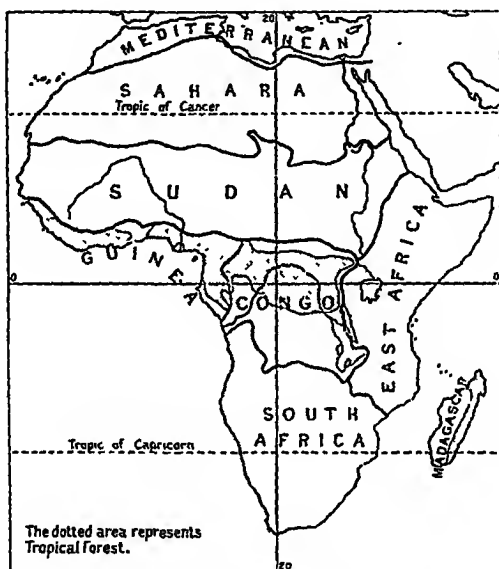 20
MEDITERRANEAN
SAHARA
Tropic of Cancer
SUDAN
GUINEA
0
0
CONGO
EAST AFRICA
SOUTH
AFRICA
MADAGASCAR
Tropic of Capricorn
The dotted area represents
Tropical Forest.
20